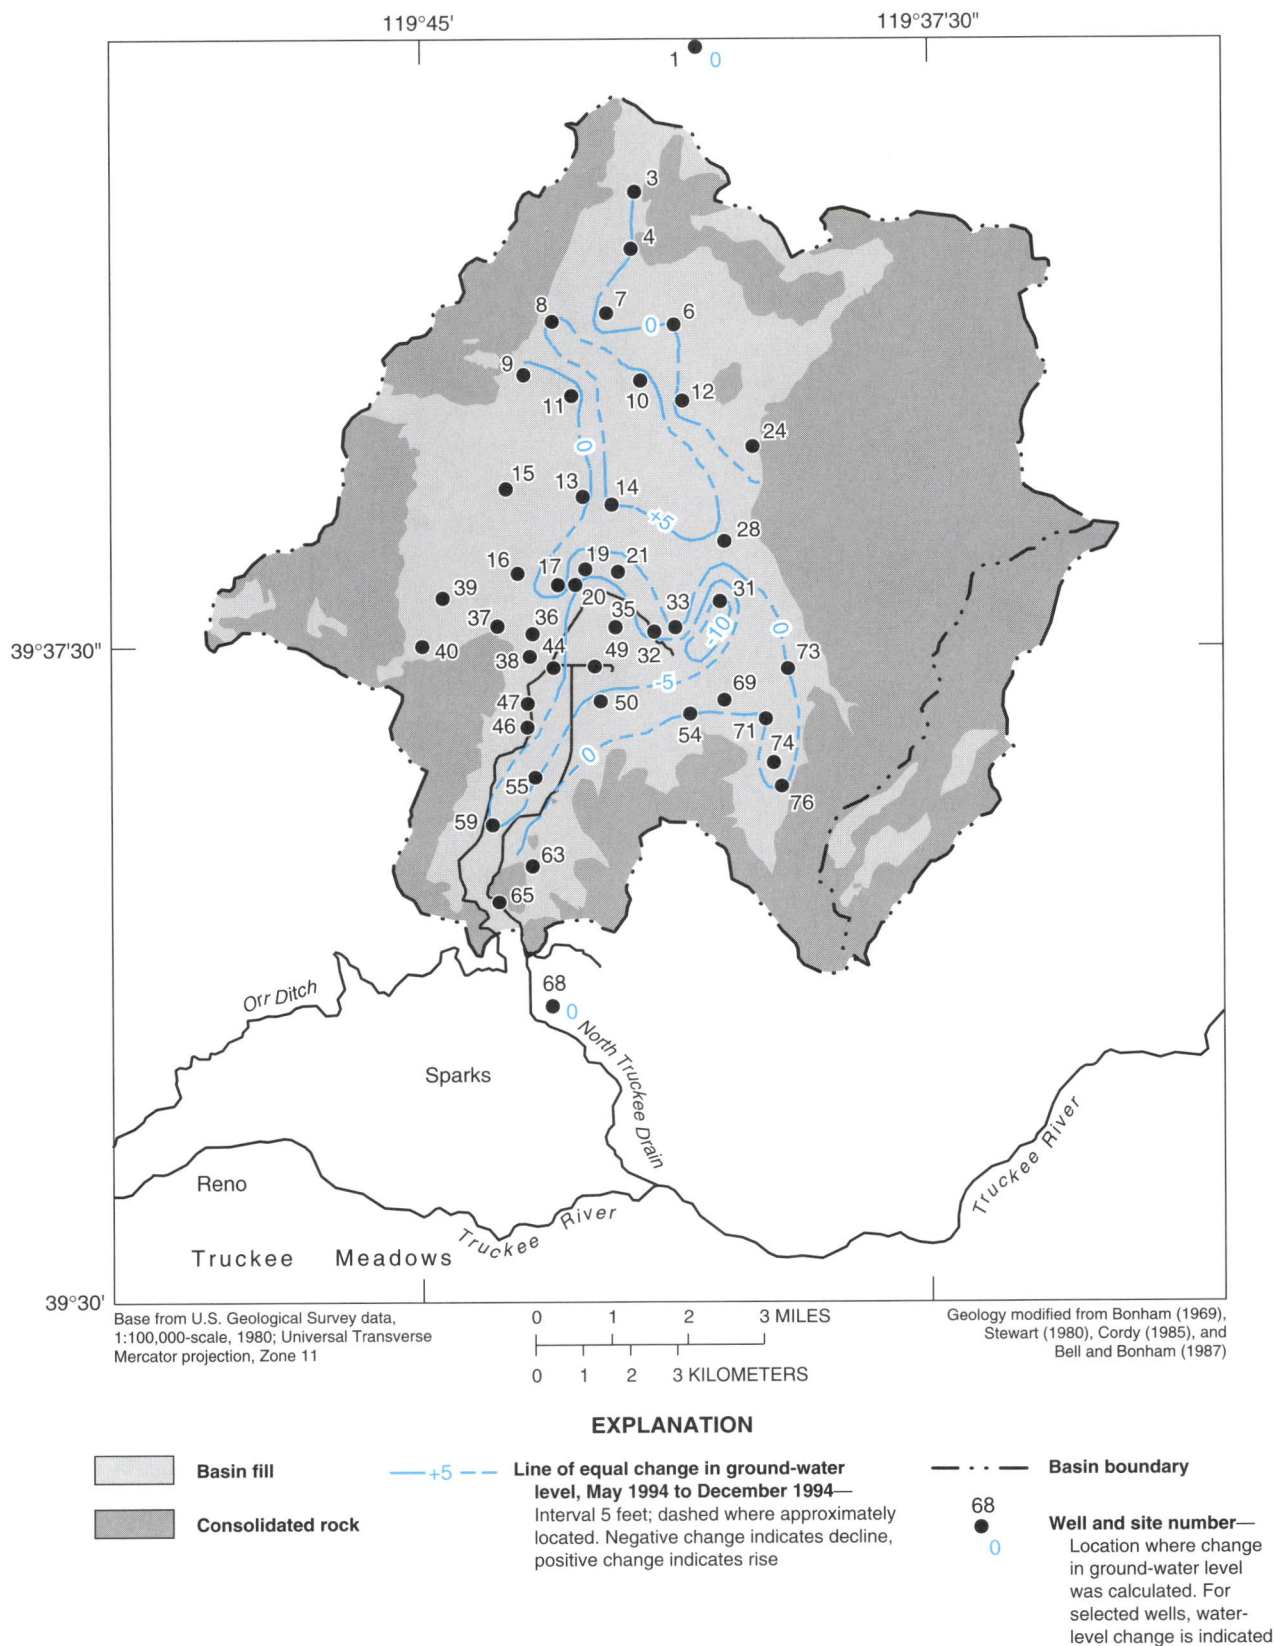 119°45'
119°37'30"
1
0
3
4
7
8
6
0
9
10
12
11
24
0
15
13
14
+5
28
16
17
19
21
20
39
31
33
35
37
36
-10
0
39°37'30"
40
38
44
49
32
73
-5
69
47
50
46
54
71
74
0
55
76
59
63
65
68
0
Orr Ditch
North Truckee Drain
Sparks
Truckee River
Reno
Truckee River
Truckee Meadows
39°30'
Base from U.S. Geological Survey data,
1:100,000-scale, 1980; Universal Transverse
Mercator projection, Zone 11
0 1 2 3 MILES
0 1 2 3 KILOMETERS
Geology modified from Bonham (1969),
Stewart (1980), Cordy (1985), and
Bell and Bonham (1987)
EXPLANATION
Basin fill
Consolidated rock
+5
Line of equal change in ground-water
level, May 1994 to December 1994—
Interval 5 feet; dashed where approximately
located. Negative change indicates decline,
positive change indicates rise
Basin boundary
68
0
Well and site number—
Location where change
in ground-water level
was calculated. For
selected wells, water-
level change is indicated